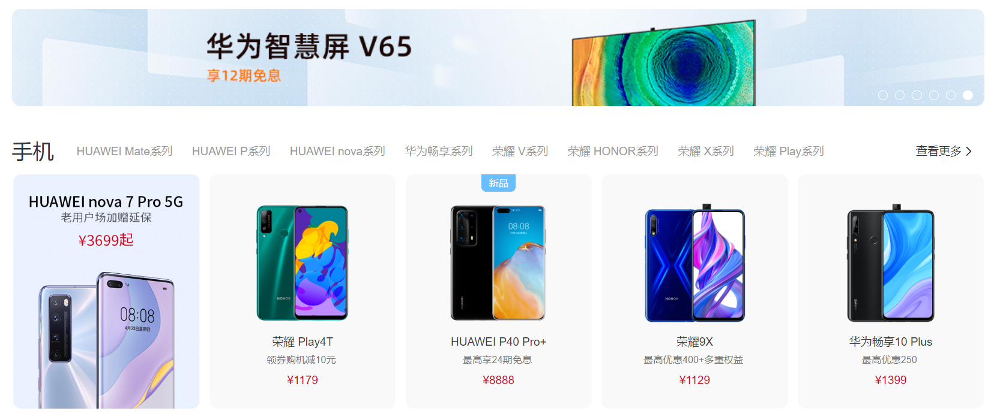 华为智慧屏 V65
享12期免息
手机 HUAWEI Mate系列 HUAWEI P系列 HUAWEI nova系列 华为畅享系列 荣耀 V系列 荣耀 HONOR系列 荣耀 X系列 荣耀 Play系列 查看更多
HUAWEI nova 7 Pro 5G
老用户场加赠延保
¥3699起
08:08
4月23日星期四
HONOR
荣耀 Play4T
领券购机减10元
¥1179
新品
08:08
HUAWEI
HUAWEI P40 Pro+
最高享24期免息
¥8888
HONOR
荣耀9X
最高优惠400+多重权益
¥1129
HUAWEI
华为畅享10 Plus
最高优惠250
¥1399